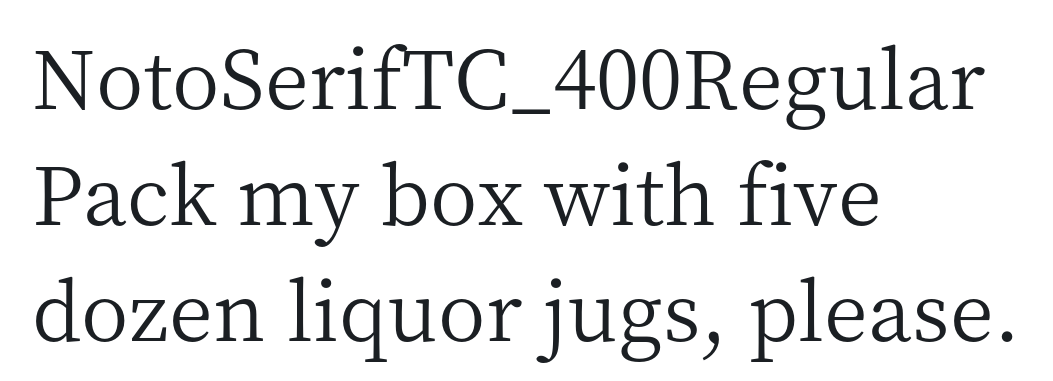 NotoSerifTC_400Regular
Pack my box with five
dozen liquor jugs, please.